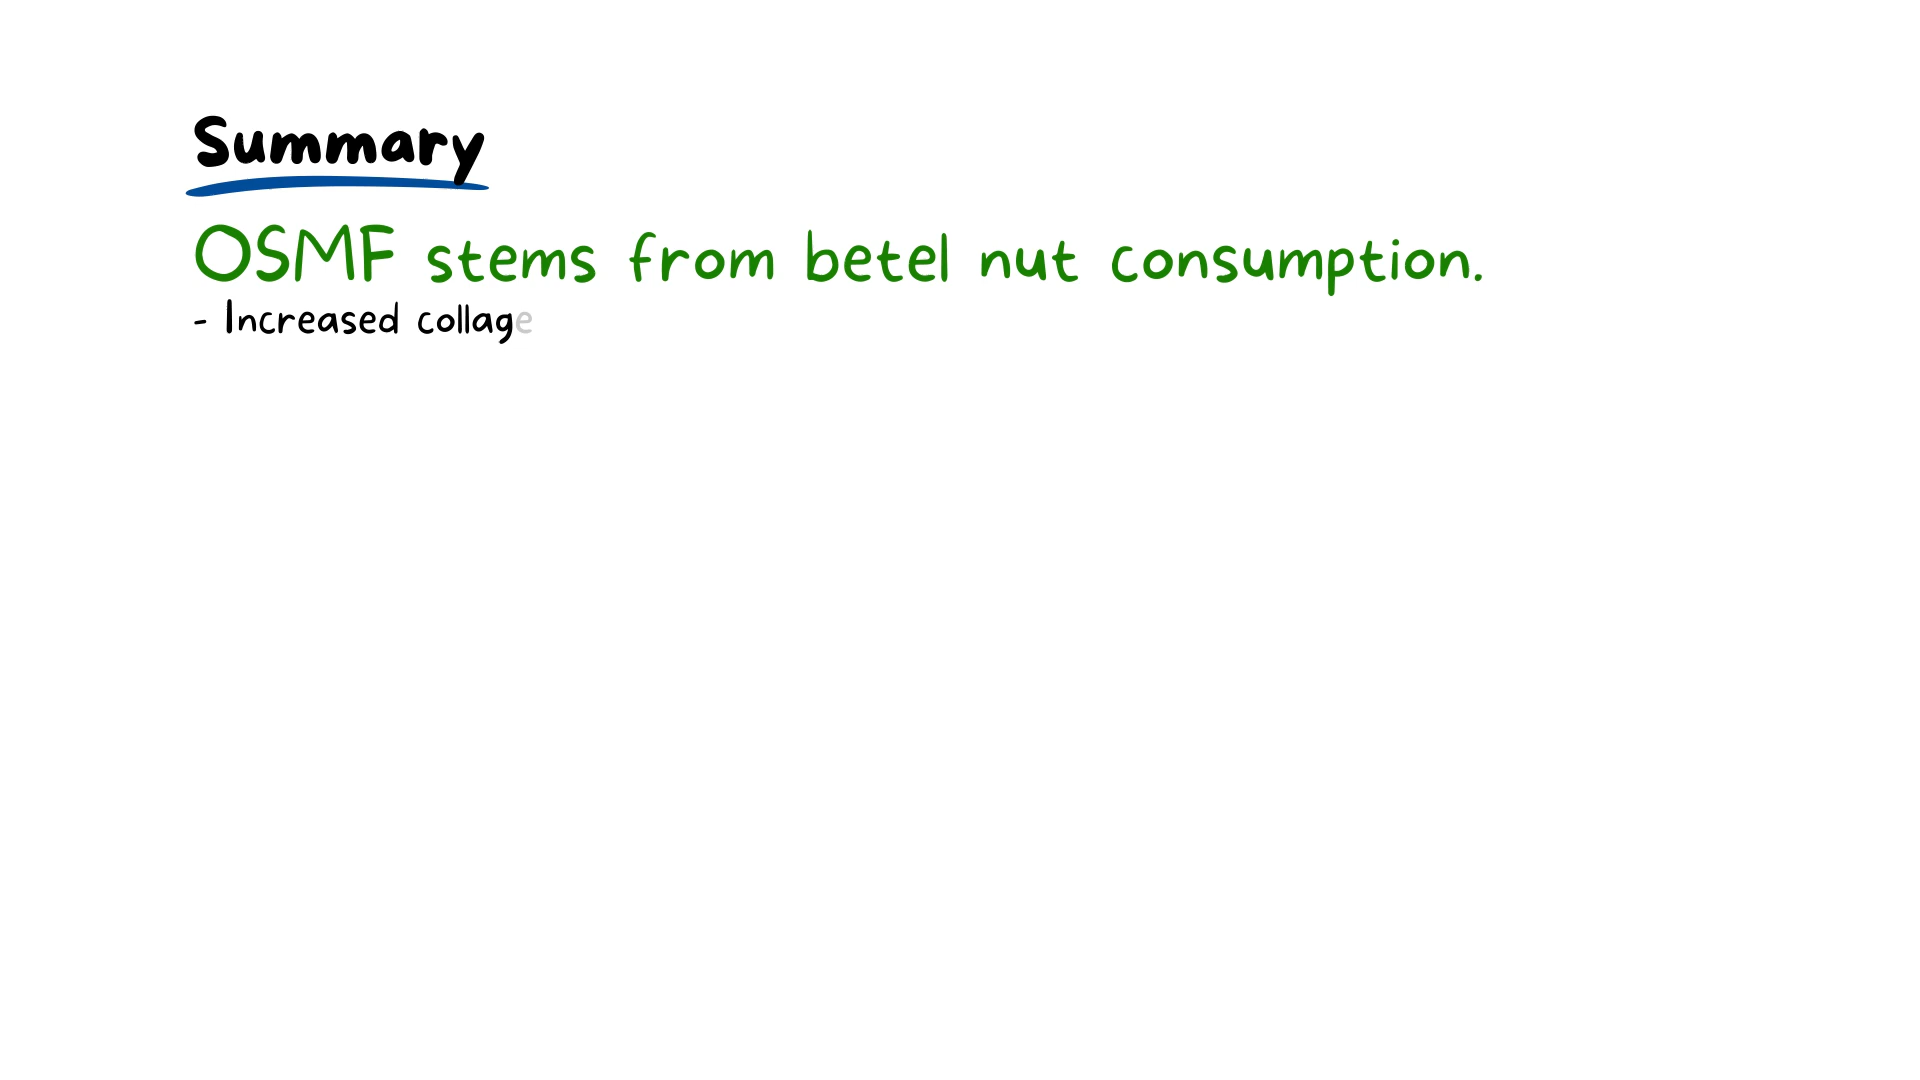 Summary
OSMF stems from betel nut consumption.
- Increased collage